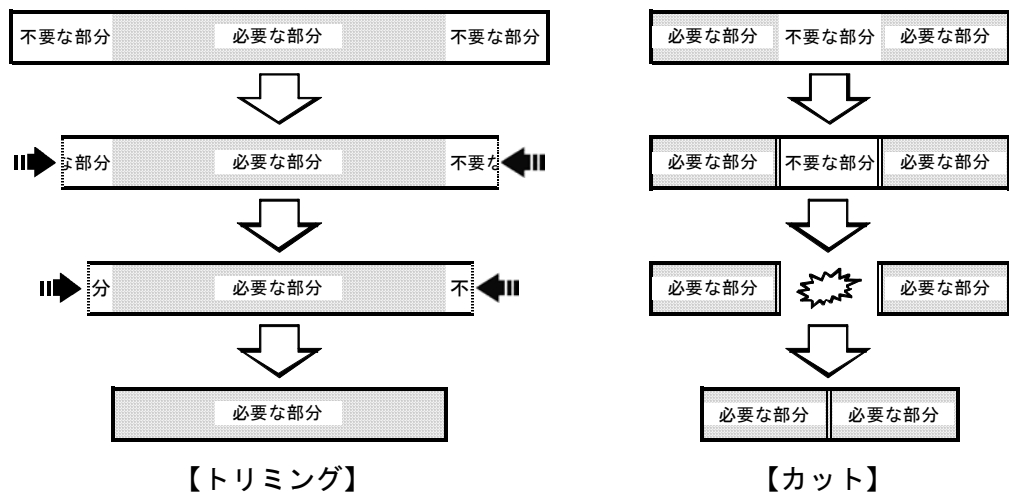 不要な部分 必要な部分 不要な部分
な部分 必要な部分 不要な
分 必要な部分 不
必要な部分
【トリミング】
必要な部分 不要な部分 必要な部分
必要な部分 不要な部分 必要な部分
必要な部分 必要な部分
必要な部分 必要な部分
【カット】